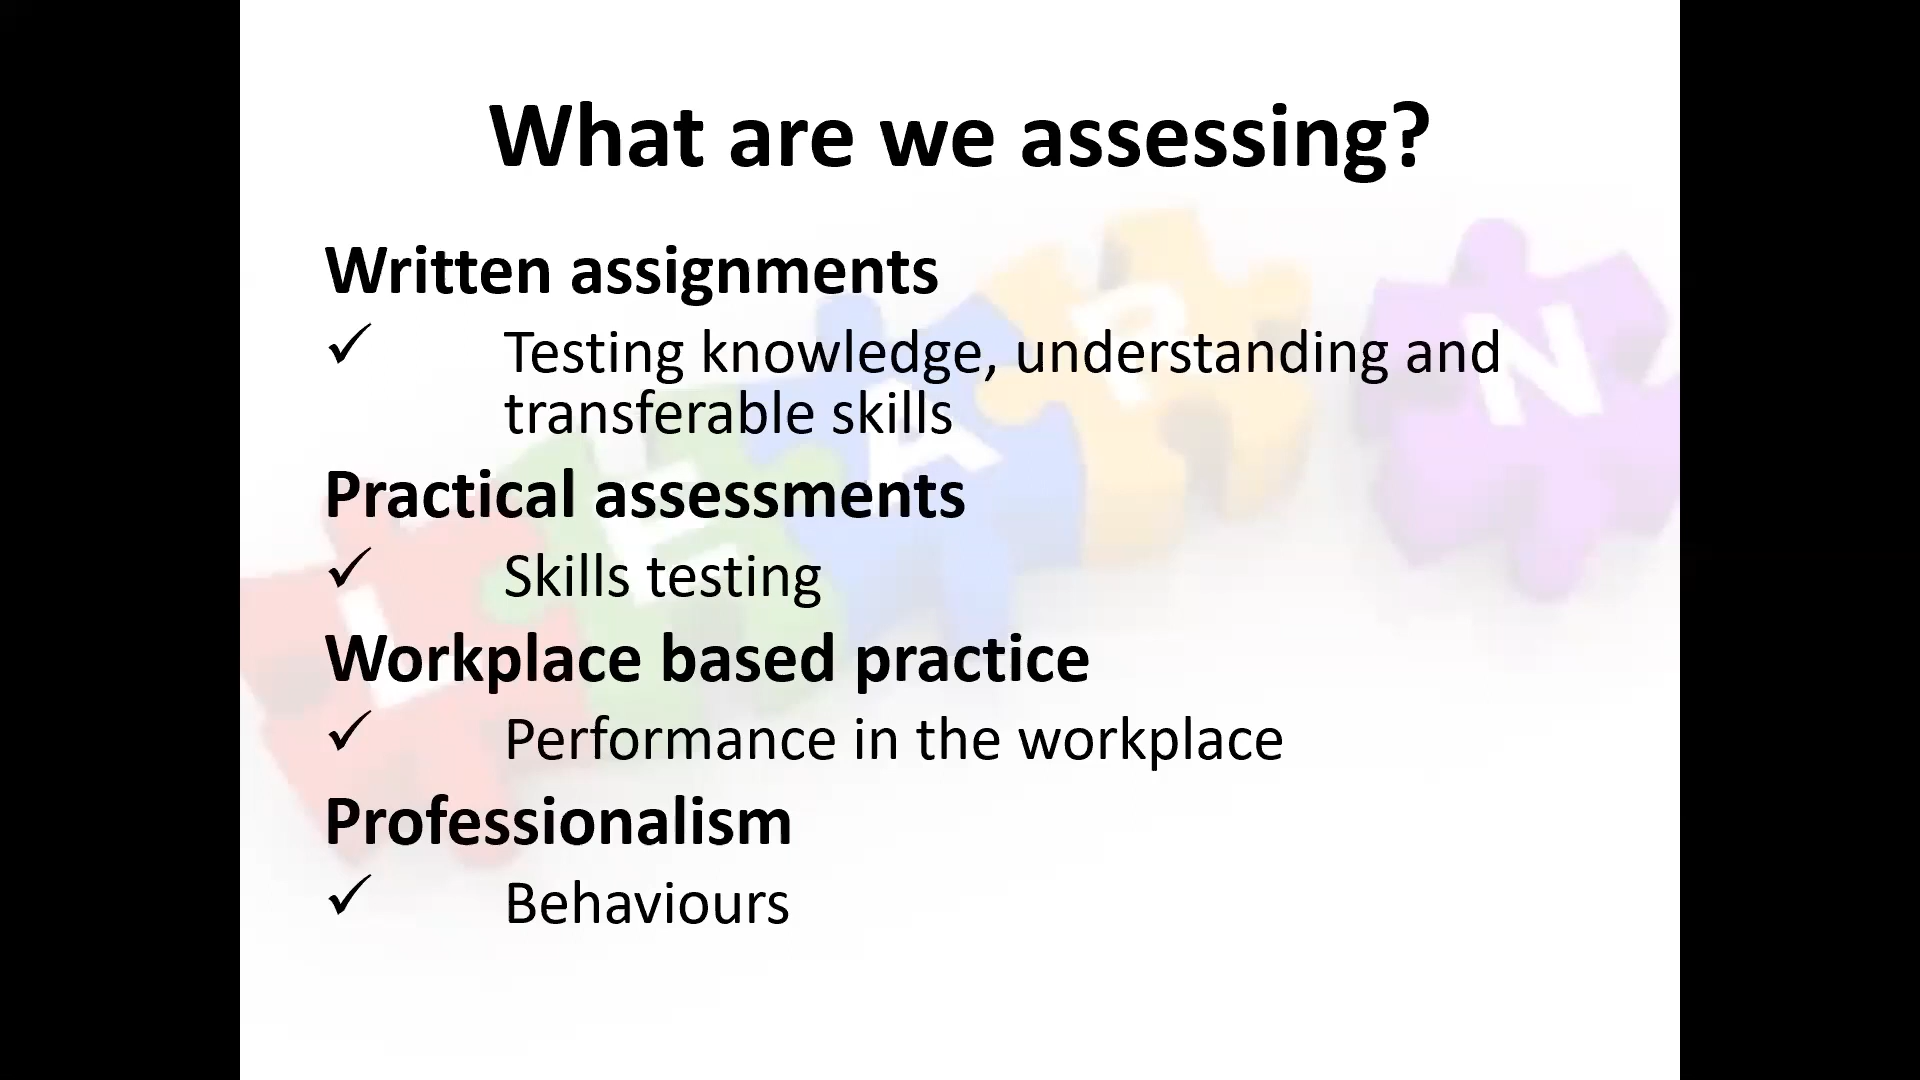 What are we assessing?
Written assignments
✓ Testing knowledge, understanding and
transferable skills
Practical assessments
✓ Skills testing
Workplace based practice
✓ Performance in the workplace
Professionalism
✓ Behaviours
L E A R N